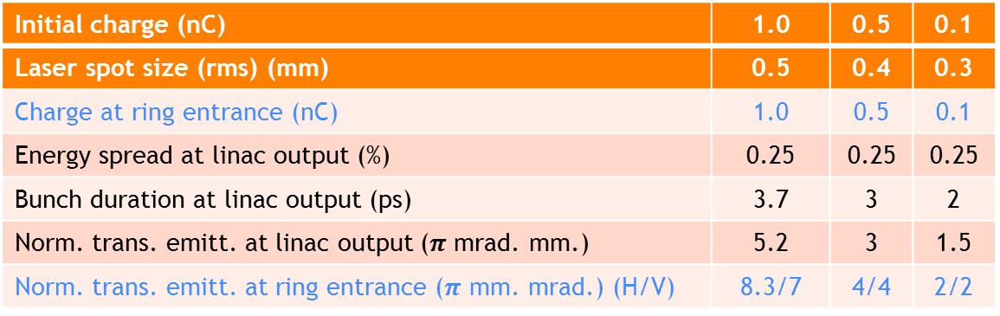 Initial charge (nC) 1.0 0.5 0.1
Laser spot size (rms) (mm) 0.5 0.4 0.3
Charge at ring entrance (nC) 1.0 0.5 0.1
Energy spread at linac output (%) 0.25 0.25 0.25
Bunch duration at linac output (ps) 3.7 3 2
Norm. trans. emitt. at linac output (π mrad. mm.) 5.2 3 1.5
Norm. trans. emitt. at ring entrance (π mm. mrad.) (H/V) 8.3/7 4/4 2/2